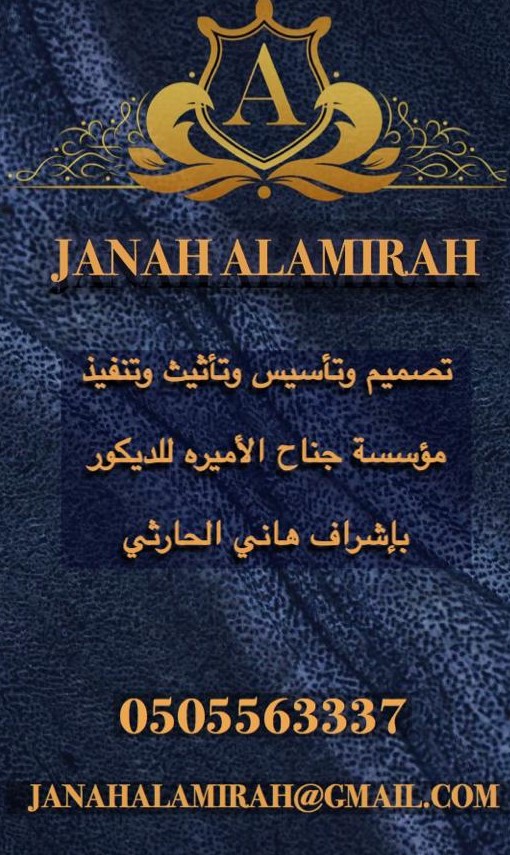 A
JANAH ALAMIRAH
تصميم وتأسيس وتأثيث وتنفيذ
مؤسسة جناح الأميره للديكور
بإشراف هاني الحارثي
0505563337
JANAHALAMIRAH@GMAIL.COM